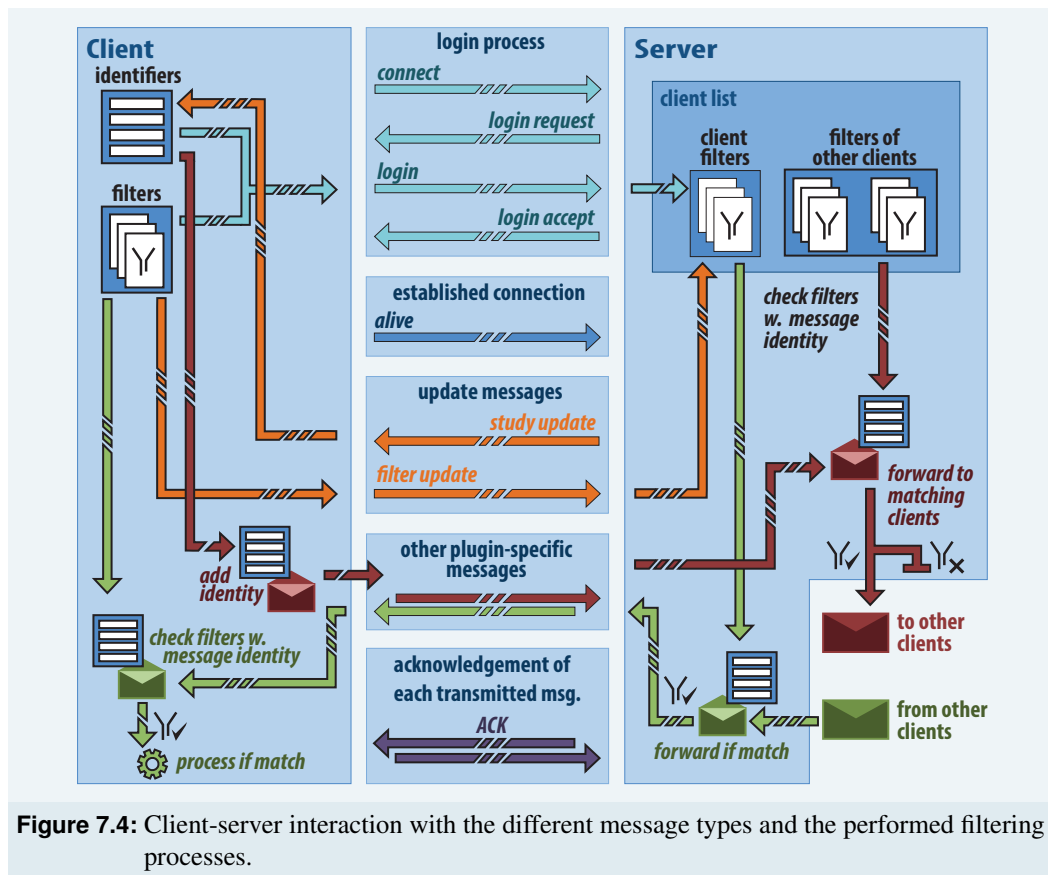 Client
identifiers
filters
add
identity
check filters w.
message identity
process if match
login process
connect
login request
login
login accept
established connection
alive
update messages
study update
filter update
other plugin-specific
messages
acknowledgement of
each transmitted msg.
ACK
Server
client list
client
filters
filters of
other clients
check filters
w. message
identity
forward to
matching
clients
to other
clients
from other
clients
forward if match
Figure 7.4: Client-server interaction with the different message types and the performed filtering
processes.